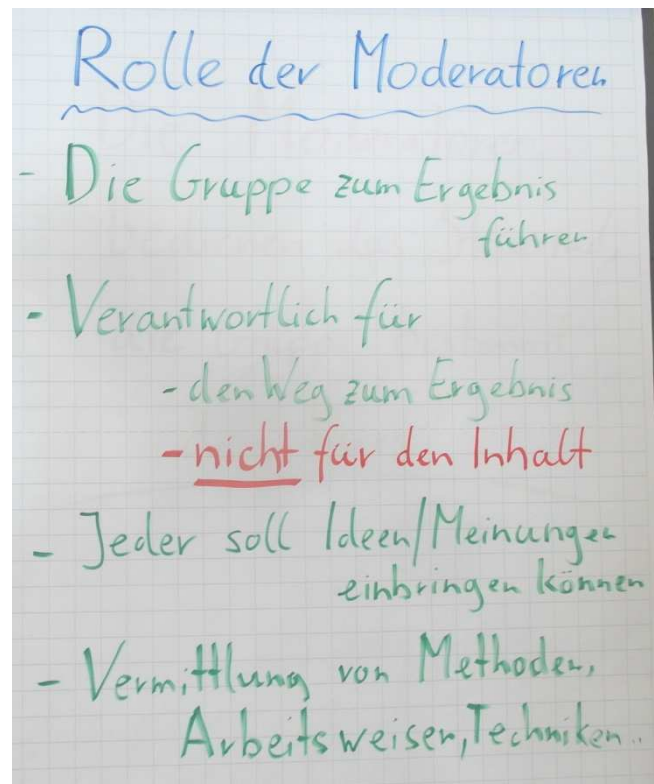 Rolle der Moderatoren
- Die Gruppe zum Ergebnis
führen
- Verantwortlich für
- den Weg zum Ergebnis
- nicht für den Inhalt
- Jeder soll Ideen/Meinungen
einbringen können
- Vermittlung von Methoden,
Arbeitsweisen, Techniken..